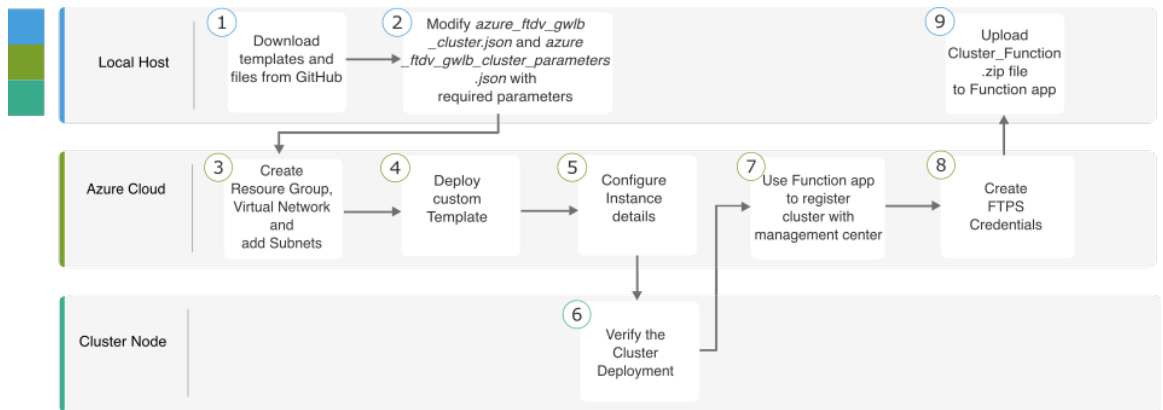 Local Host
1
Download
templates and
files from GitHub
2
Modify azure_ftdv_gwlb
_cluster.json and azure
_ftdv_gwlb_cluster_parameters
.json with
required parameters
9
Upload
Cluster_Function
.zip file
to Function app
Azure Cloud
3
Create
Resoure Group,
Virtual Network
and
add Subnets
4
Deploy
custom
Template
5
Configure
Instance
details
7
Use Function app
to register
cluster with
management center
8
Create
FTPS
Credentials
Cluster Node
6
Verify the
Cluster
Deployment